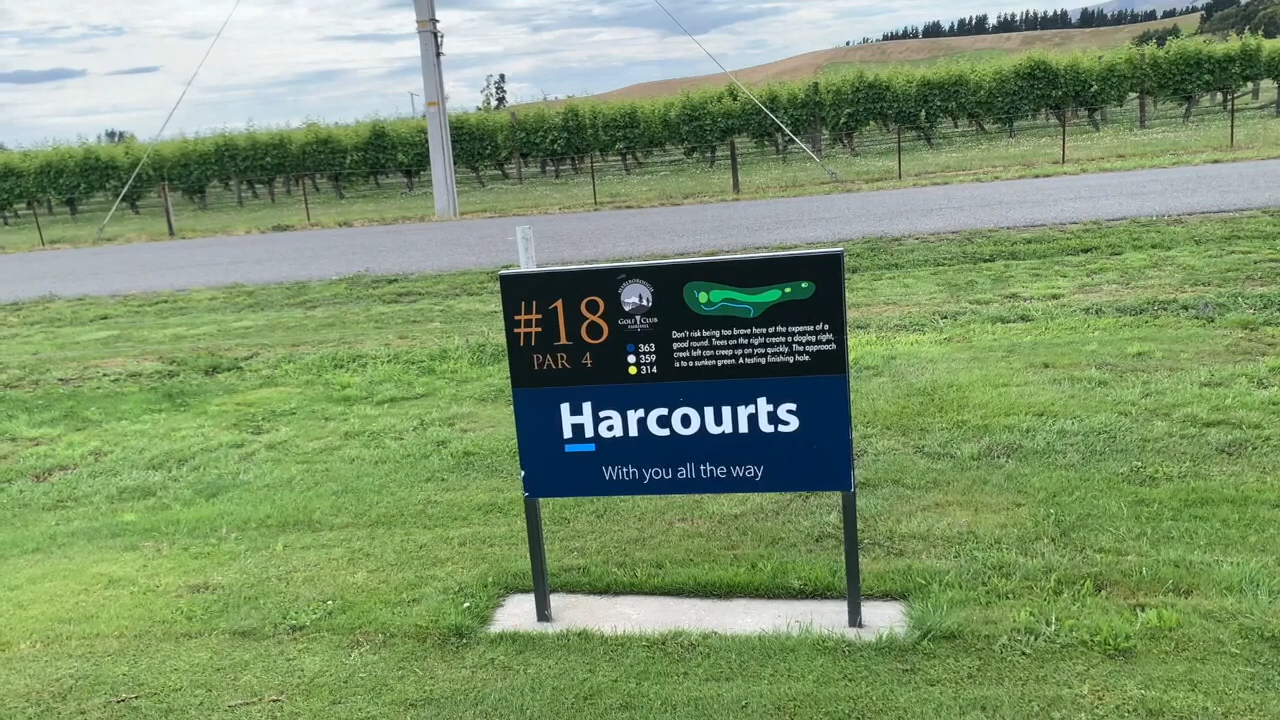 #18
PAR 4
MARLBOROUGH
GOLF CLUB
FAIRHALL
363
359
314
Don't risk being too brave here at the expense of a
good round. Trees on the right create a dogleg right,
creek left can creep up on you quickly. The approach
is to a sunken green. A testing finishing hole.
Harcourts
With you all the way